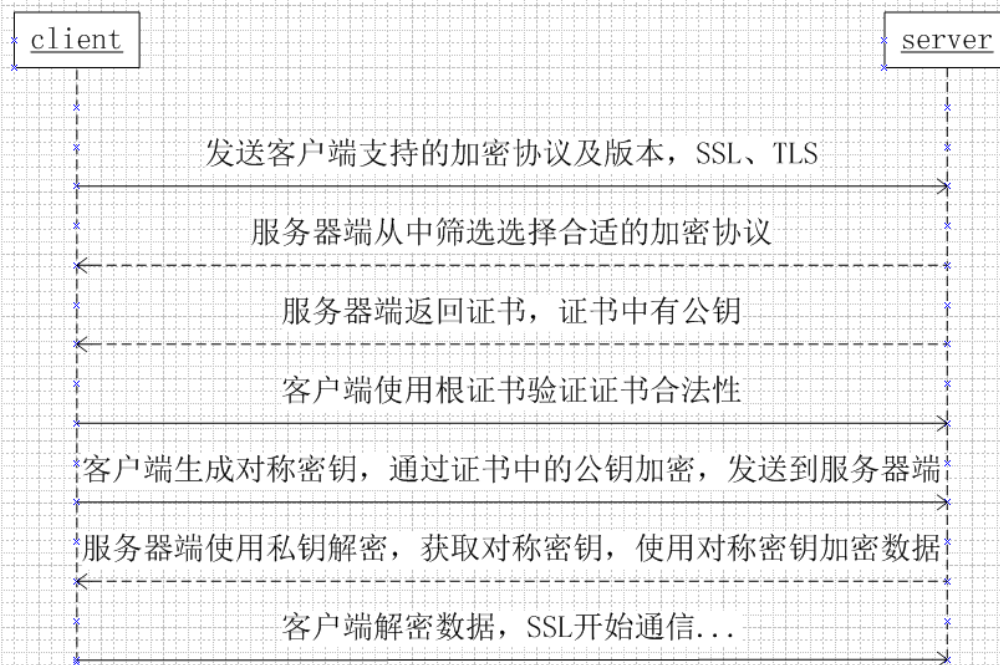 client
server
发送客户端支持的加密协议及版本，SSL、TLS
服务器端从中筛选选择合适的加密协议
服务器端返回证书，证书中有公钥
客户端使用根证书验证证书合法性
客户端生成对称密钥，通过证书中的公钥加密，发送到服务器端
服务器端使用私钥解密，获取对称密钥，使用对称密钥加密数据
客户端解密数据，SSL开始通信...